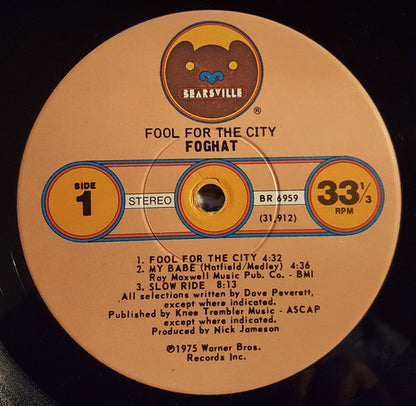 BEARSVILLE
®
FOOL FOR THE CITY
FOGHAT
SIDE
1
STEREO
BR 6959
(31,912)
33 1/3
RPM
1. FOOL FOR THE CITY 4:32
2. MY BABE (Hatfield/Medley) 4:36
Ray Maxwell Music Pub. Co. - BMI
3. SLOW RIDE 8:13
All selections written by Dave Peverett,
except where indicated.
Published by Knee Trembler Music - ASCAP
except where indicated.
Produced by Nick Jameson
℗1975 Warner Bros.
Records Inc.